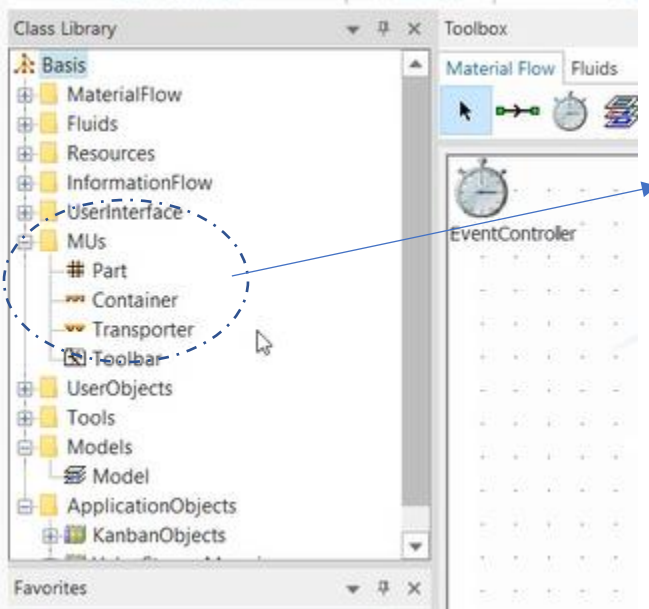 Class Library
Basis
MaterialFlow
Fluids
Resources
InformationFlow
UserInterface
MUs
Part
Container
Transporter
Toolbar
UserObjects
Tools
Models
Model
ApplicationObjects
KanbanObjects
Favorites
Toolbox
Material Flow Fluids
EventController